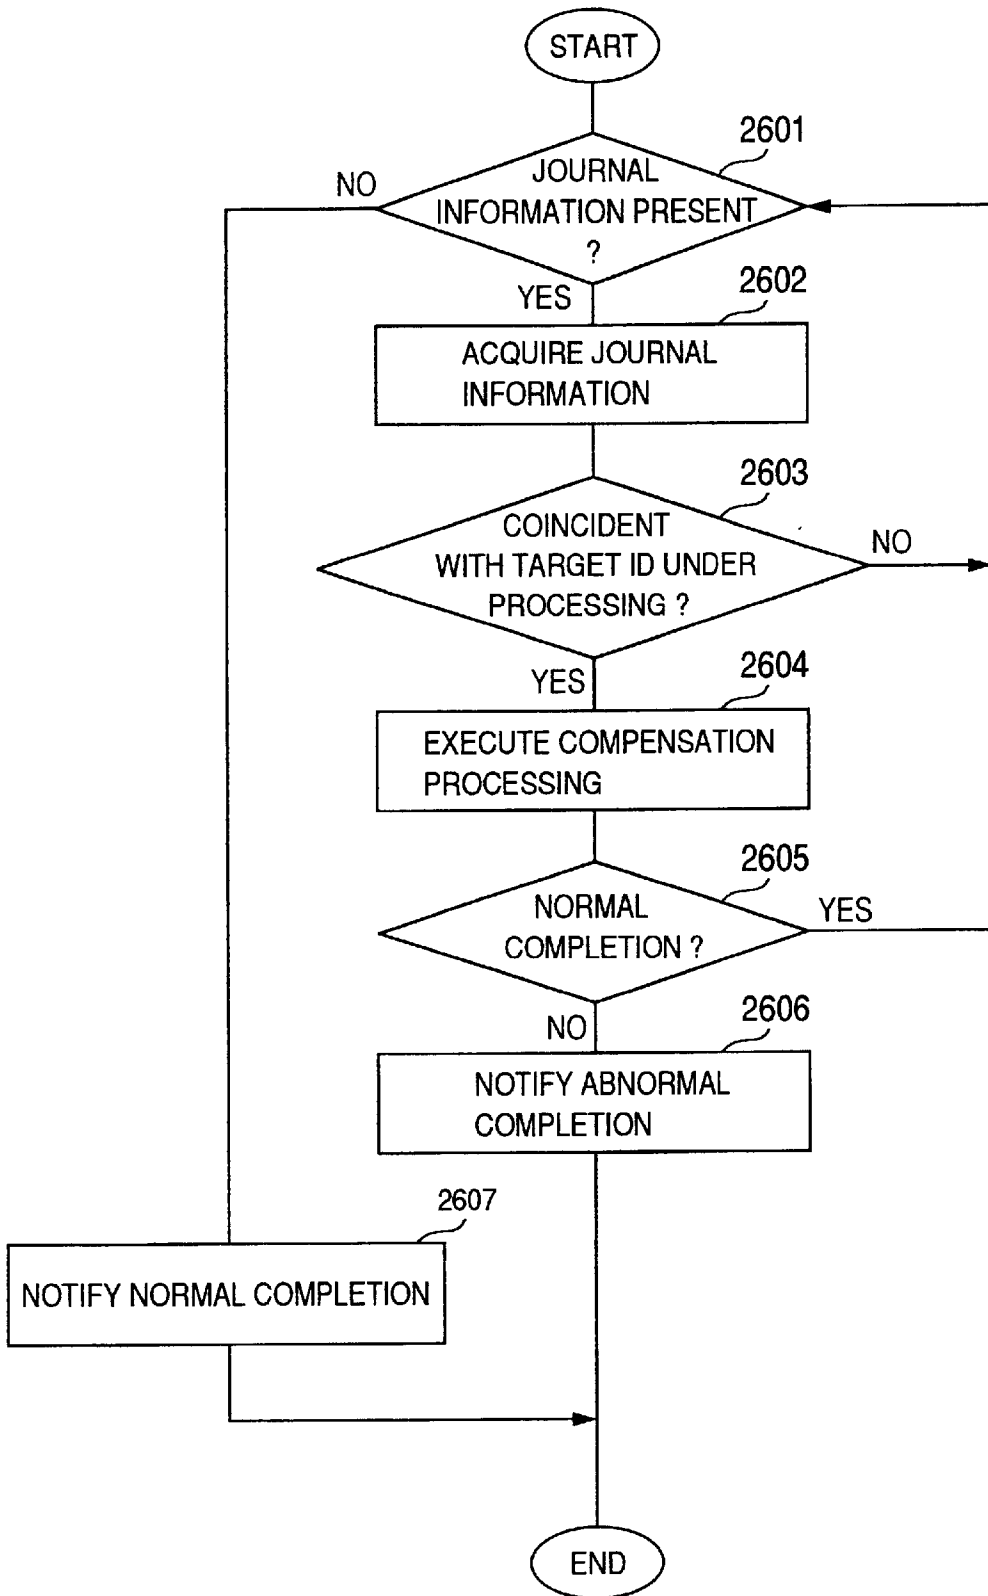 START
2601
NO
JOURNAL
INFORMATION PRESENT
?
YES
2602
ACQUIRE JOURNAL
INFORMATION
2603
COINCIDENT
WITH TARGET ID UNDER
PROCESSING ?
NO
YES
2604
EXECUTE COMPENSATION
PROCESSING
2605
NORMAL
COMPLETION ?
YES
NO
2606
NOTIFY ABNORMAL
COMPLETION
2607
NOTIFY NORMAL COMPLETION
END